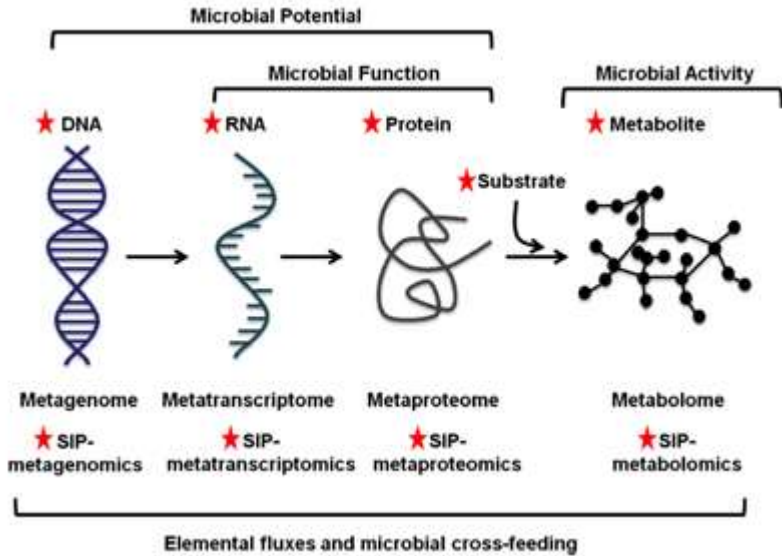 Microbial Potential
Microbial Function
Microbial Activity
DNA
RNA
Protein
Metabolite
Substrate
Metagenome
Metatranscriptome
Metaproteome
Metabolome
SIP-
metagenomics
SIP-
metatranscriptomics
SIP-
metaproteomics
SIP-
metabolomics
Elemental fluxes and microbial cross-feeding